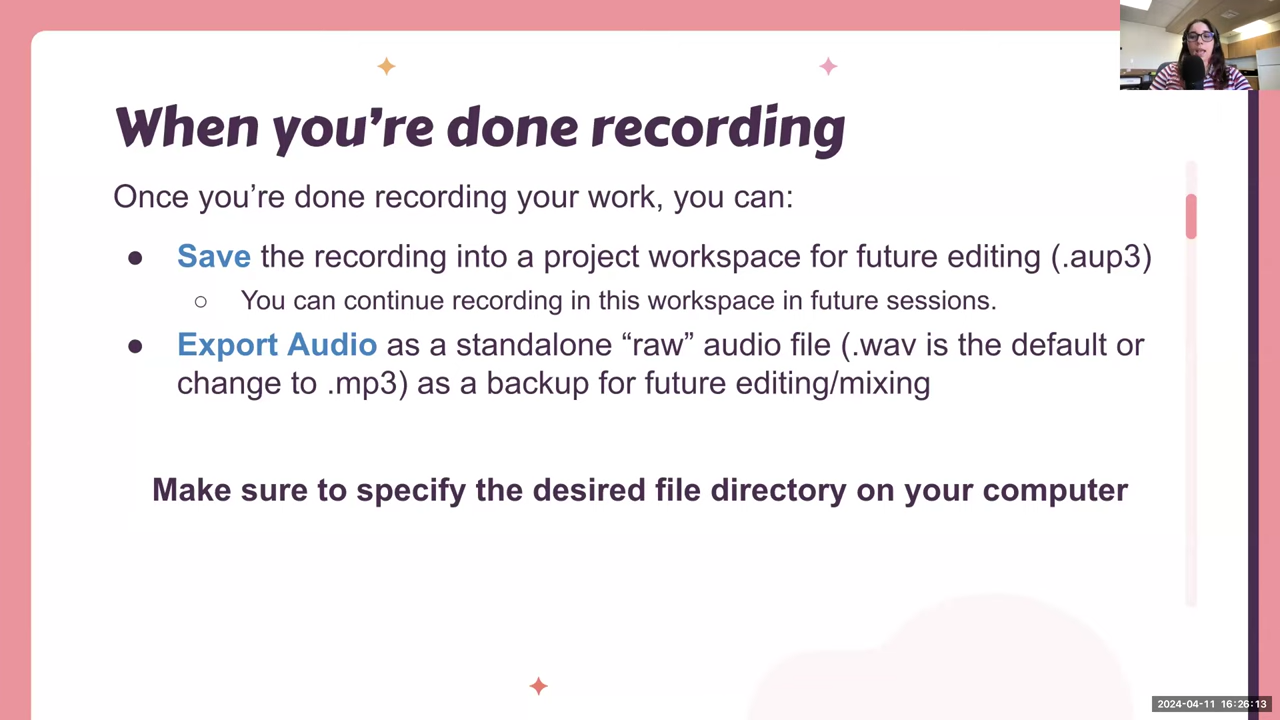 When you’re done recording
Once you’re done recording your work, you can:
● Save the recording into a project workspace for future editing (.aup3)
○ You can continue recording in this workspace in future sessions.
● Export Audio as a standalone “raw” audio file (.wav is the default or
change to .mp3) as a backup for future editing/mixing
Make sure to specify the desired file directory on your computer
2024-04-11 16:26:13